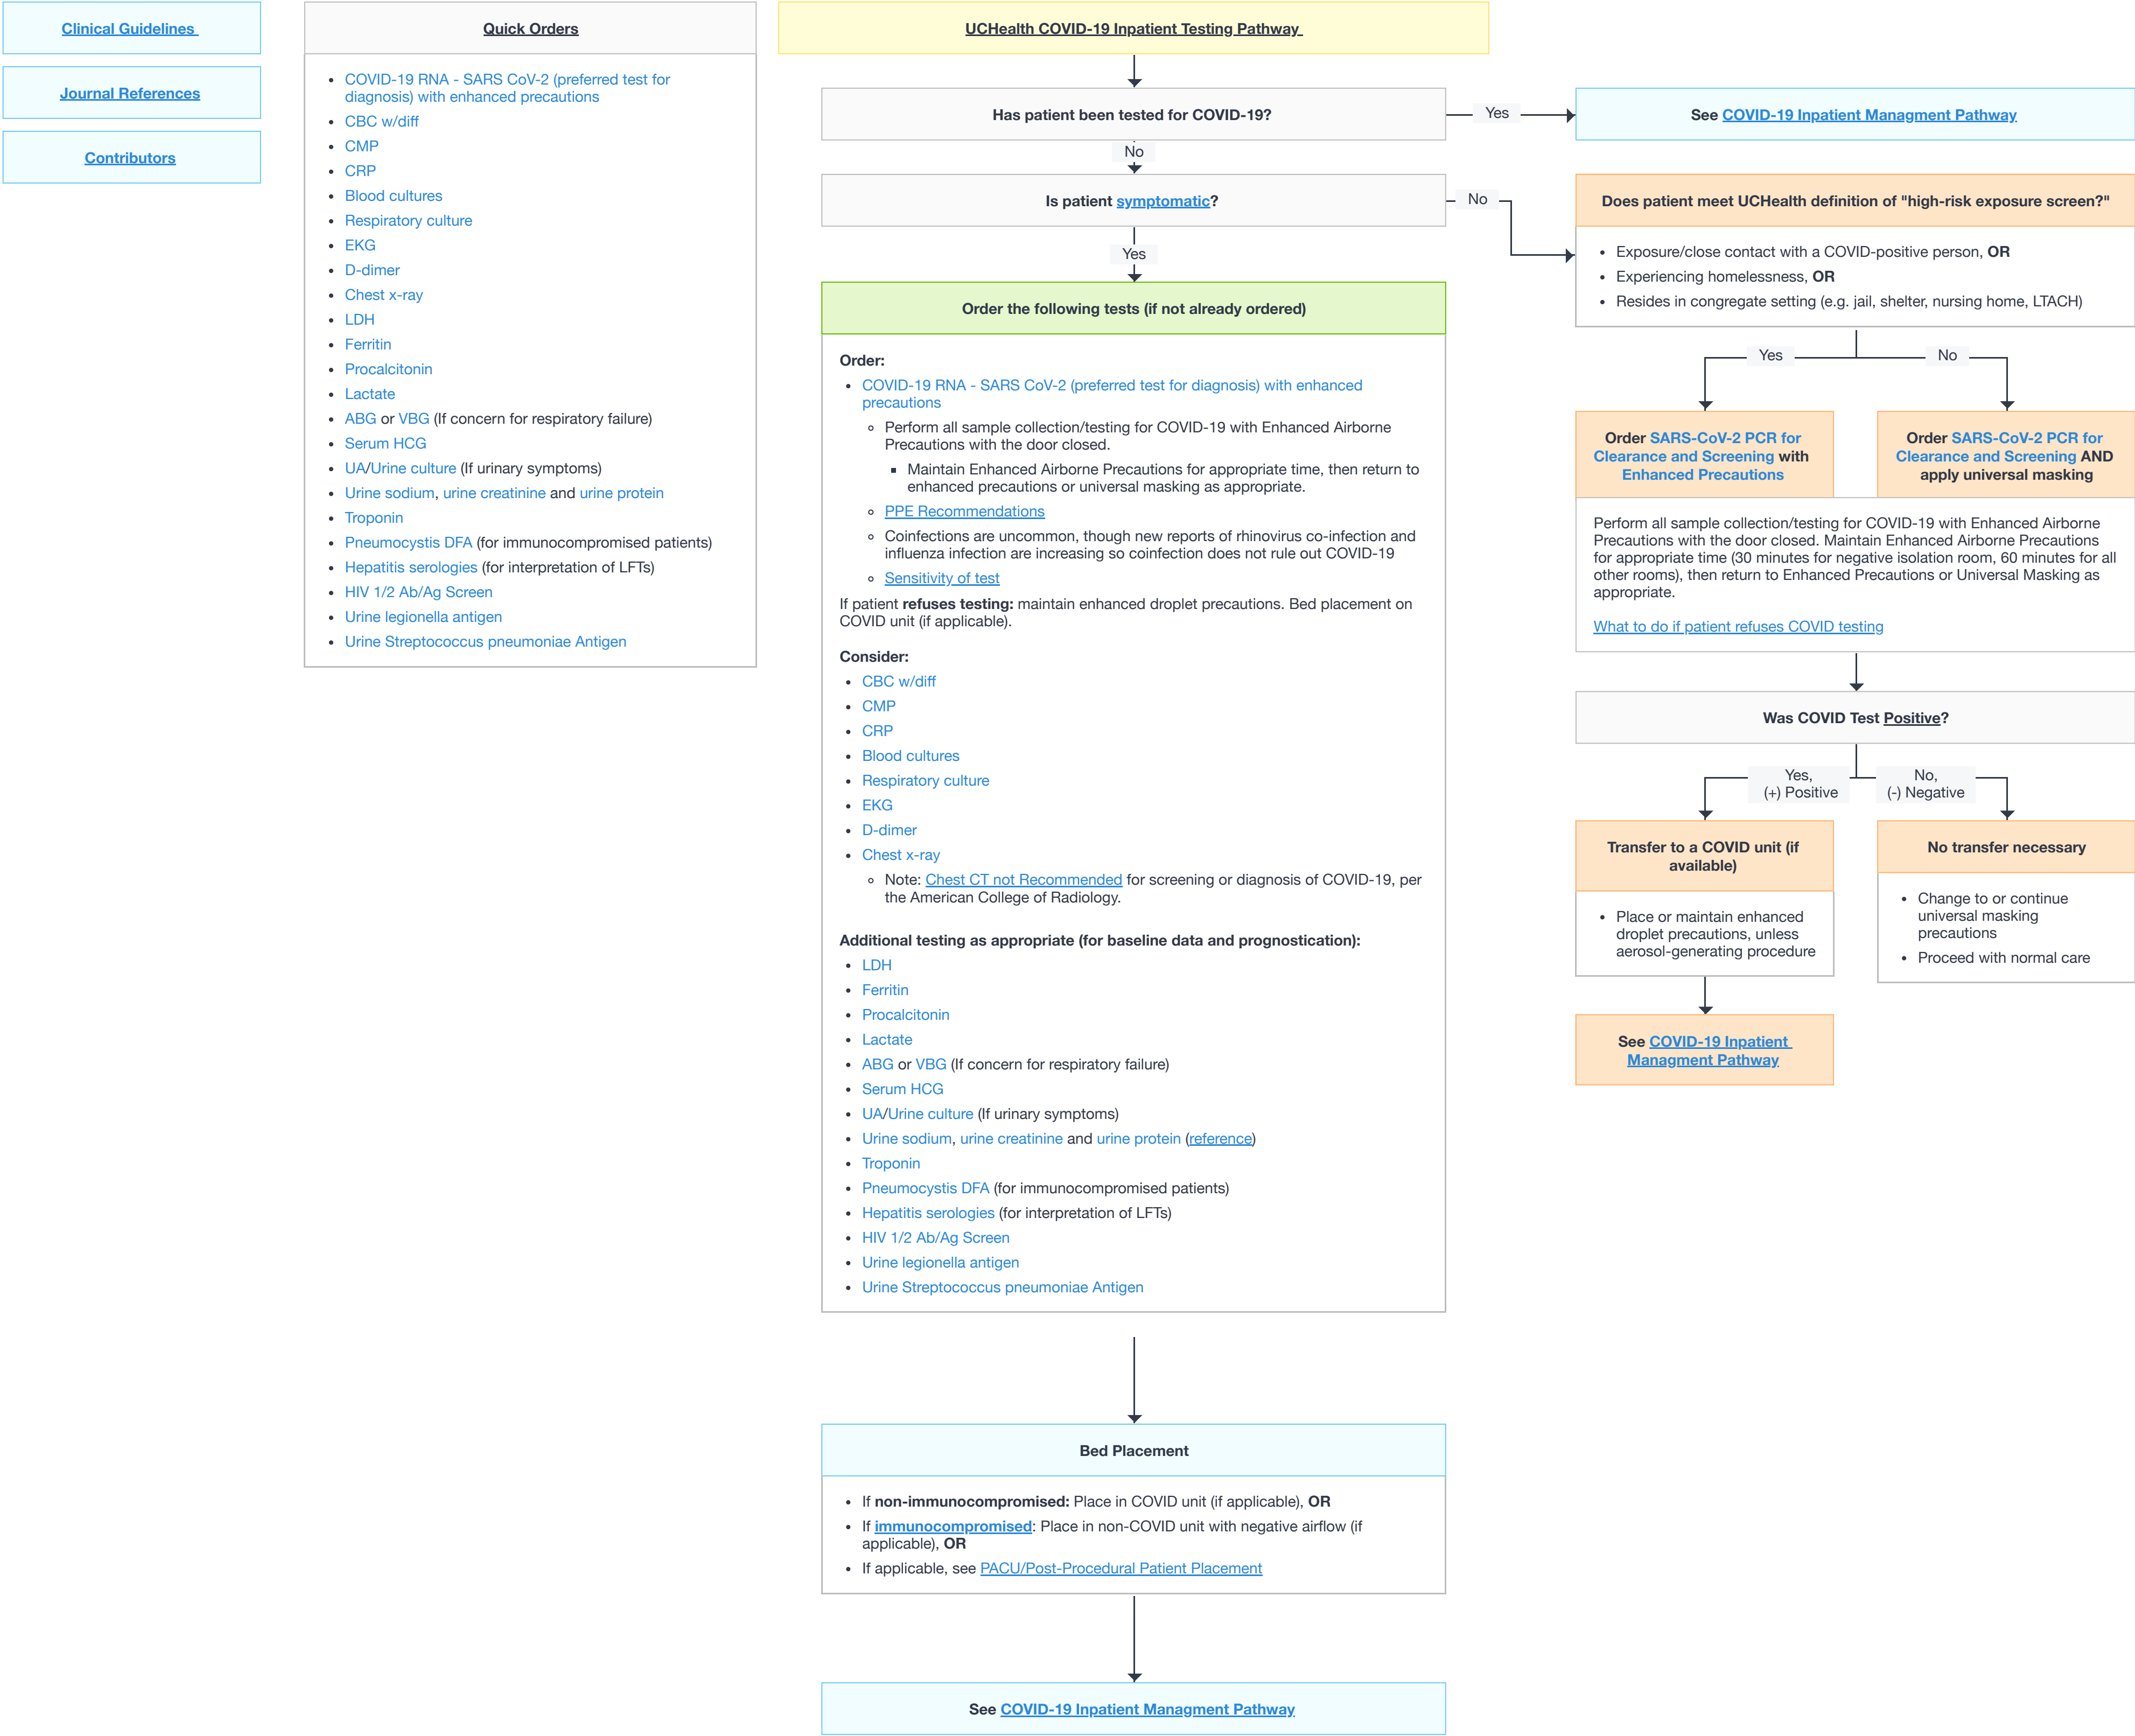 Clinical Guidelines
Journal References
Contributors
Quick Orders
COVID-19 RNA - SARS CoV-2 (preferred test for
diagnosis) with enhanced precautions
CBC w/diff
CMP
CRP
Blood cultures
Respiratory culture
EKG
D-dimer
Chest x-ray
LDH
Ferritin
Procalcitonin
Lactate
ABG or VBG (If concern for respiratory failure)
Serum HCG
UA/Urine culture (If urinary symptoms)
Urine sodium, urine creatinine and urine protein
Troponin
Pneumocystis DFA (for immunocompromised patients)
Hepatitis serologies (for interpretation of LFTs)
HIV 1/2 Ab/Ag Screen
Urine legionella antigen
Urine Streptococcus pneumoniae Antigen
UCHealth COVID-19 Inpatient Testing Pathway
Has patient been tested for COVID-19?
Yes
See COVID-19 Inpatient Managment Pathway
No
Is patient symptomatic?
No
Yes
Order the following tests (if not already ordered)
Order:
COVID-19 RNA - SARS CoV-2 (preferred test for diagnosis) with enhanced
precautions
Perform all sample collection/testing for COVID-19 with Enhanced Airborne
Precautions with the door closed.
Maintain Enhanced Airborne Precautions for appropriate time, then return to
enhanced precautions or universal masking as appropriate.
PPE Recommendations
Coinfections are uncommon, though new reports of rhinovirus co-infection and
influenza infection are increasing so coinfection does not rule out COVID-19
Sensitivity of test
If patient refuses testing: maintain enhanced droplet precautions. Bed placement on
COVID unit (if applicable).
Consider:
CBC w/diff
CMP
CRP
Blood cultures
Respiratory culture
EKG
D-dimer
Chest x-ray
Note: Chest CT not Recommended for screening or diagnosis of COVID-19, per
the American College of Radiology.
Additional testing as appropriate (for baseline data and prognostication):
LDH
Ferritin
Procalcitonin
Lactate
ABG or VBG (If concern for respiratory failure)
Serum HCG
UA/Urine culture (If urinary symptoms)
Urine sodium, urine creatinine and urine protein (reference)
Troponin
Pneumocystis DFA (for immunocompromised patients)
Hepatitis serologies (for interpretation of LFTs)
HIV 1/2 Ab/Ag Screen
Urine legionella antigen
Urine Streptococcus pneumoniae Antigen
Bed Placement
If non-immunocompromised: Place in COVID unit (if applicable), OR
If immunocompromised: Place in non-COVID unit with negative airflow (if
applicable), OR
If applicable, see PACU/Post-Procedural Patient Placement
See COVID-19 Inpatient Managment Pathway
Does patient meet UCHealth definition of "high-risk exposure screen?"
Exposure/close contact with a COVID-positive person, OR
Experiencing homelessness, OR
Resides in congregate setting (e.g. jail, shelter, nursing home, LTACH)
Yes
No
Order SARS-CoV-2 PCR for
Clearance and Screening with
Enhanced Precautions
Order SARS-CoV-2 PCR for
Clearance and Screening AND
apply universal masking
Perform all sample collection/testing for COVID-19 with Enhanced Airborne
Precautions with the door closed. Maintain Enhanced Airborne Precautions
for appropriate time (30 minutes for negative isolation room, 60 minutes for all
other rooms), then return to Enhanced Precautions or Universal Masking as
appropriate.
What to do if patient refuses COVID testing
Was COVID Test Positive?
Yes,
(+) Positive
No,
(-) Negative
Transfer to a COVID unit (if
available)
Place or maintain enhanced
droplet precautions, unless
aerosol-generating procedure
See COVID-19 Inpatient
Managment Pathway
No transfer necessary
Change to or continue
universal masking
precautions
Proceed with normal care